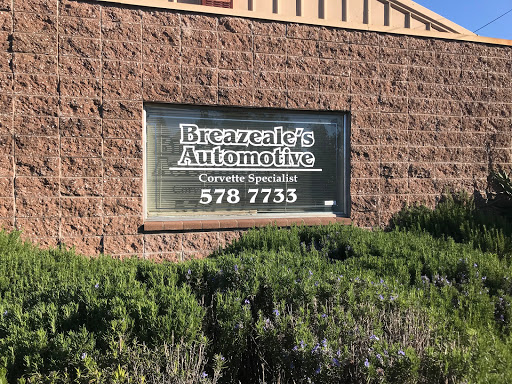 Breazeale's
Automotive
Corvette Specialist
578 7733